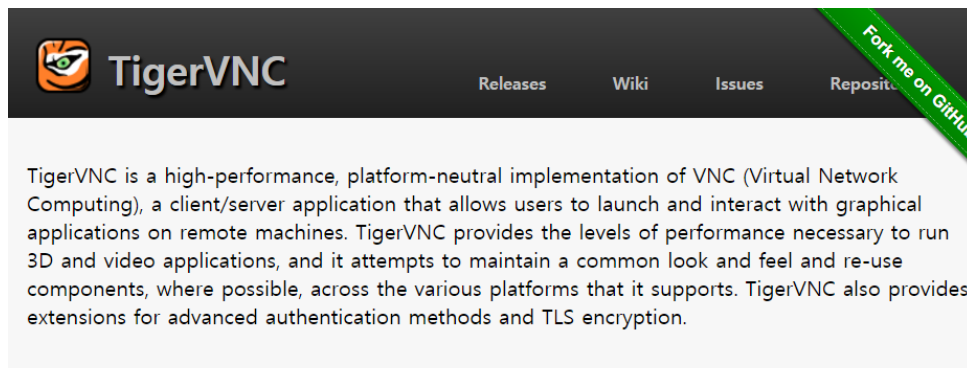 TigerVNC
Releases Wiki Issues
Fork me on
TigerVNC is a high-performance, platform-neutral implementation of VNC (Virtual Network
Computing), a client/server application that allows users to launch and interact with graphical
applications on remote machines. TigerVNC provides the levels of performance necessary to run
3D and video applications, and it attempts to maintain a common look and feel and re-use
components, where possible, across the various platforms that it supports. TigerVNC also provides
extensions for advanced authentication methods and TLS encryption.